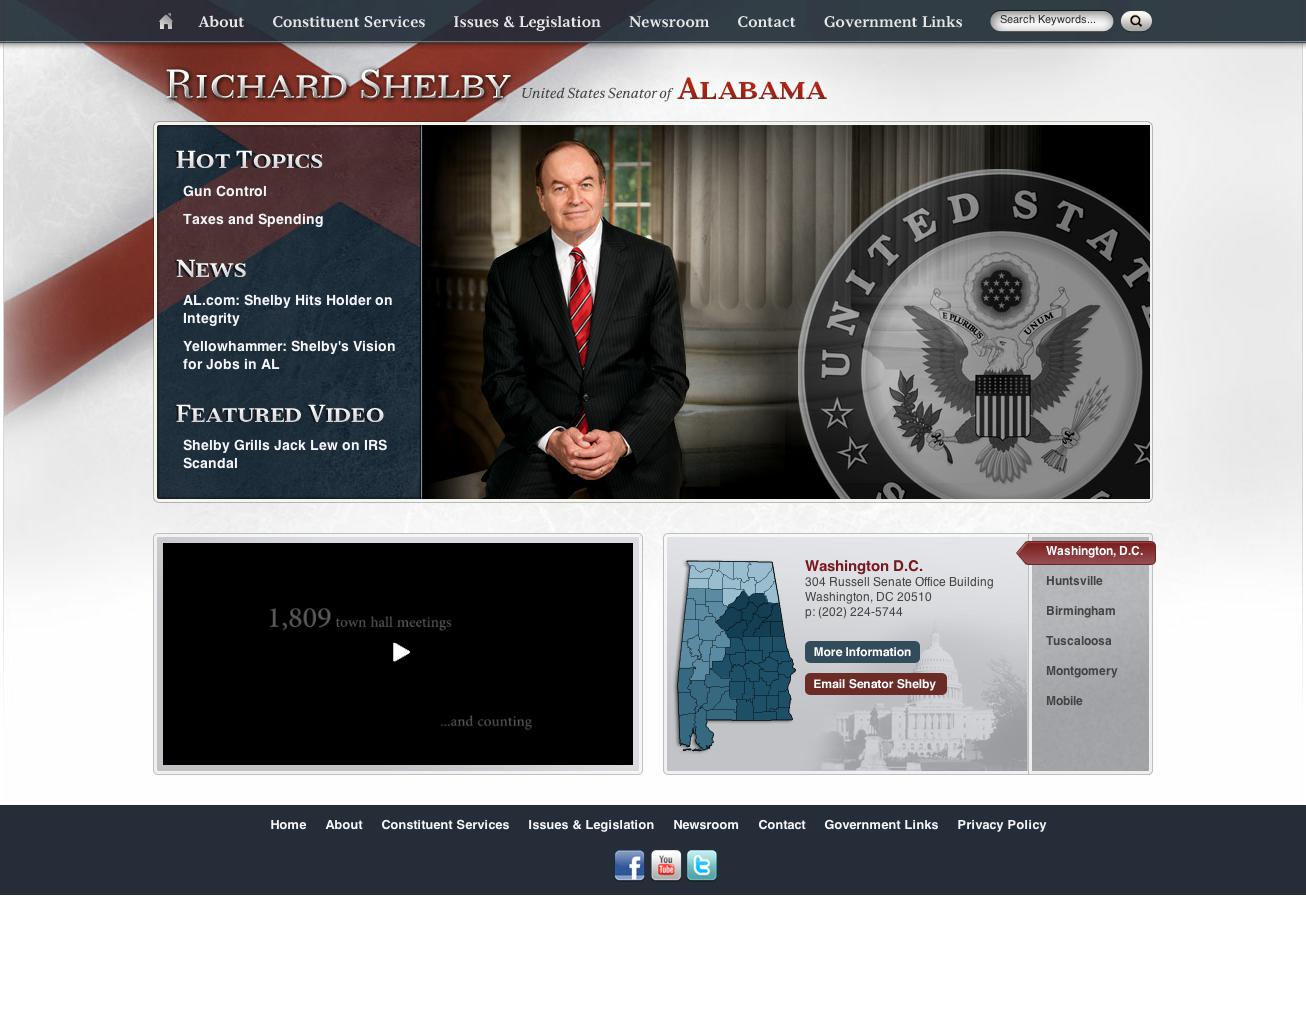 About Constituent Services Issues & Legislation Newsroom Contact Government Links Search Keywords...
Richard Shelby United States Senator of Alabama
Hot Topics
Gun Control
Taxes and Spending
News
AL.com: Shelby Hits Holder on
Integrity
Yellowhammer: Shelby's Vision
for Jobs in AL
Featured Video
Shelby Grills Jack Lew on IRS
Scandal
UNITED STAT
E PLURIBUS UNUM
S
1,809 town hall meetings
...and counting
Washington D.C.
304 Russell Senate Office Building
Washington, DC 20510
p: (202) 224-5744
More Information
Email Senator Shelby
Washington, D.C.
Huntsville
Birmingham
Tuscaloosa
Montgomery
Mobile
Home About Constituent Services Issues & Legislation Newsroom Contact Government Links Privacy Policy
f You Tube t